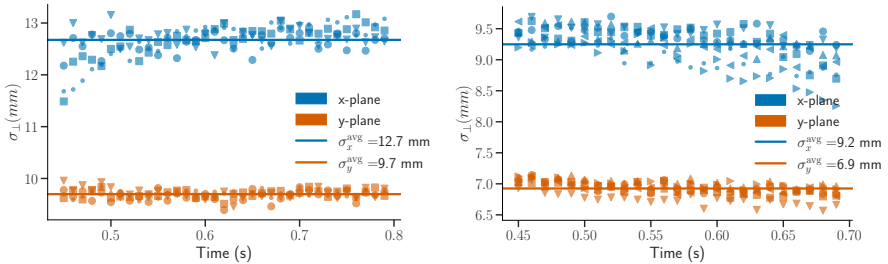 13
12
11
10
σ⊥(mm)
0.5
0.6
0.7
0.8
Time (s)
x-plane
y-plane
σₓᵃᵛᵍ =12.7 mm
σᵧᵃᵛᵍ =9.7 mm
9.5
9.0
8.5
8.0
7.5
7.0
6.5
σ⊥(mm)
0.45
0.50
0.55
0.60
0.65
0.70
Time (s)
x-plane
y-plane
σₓᵃᵛᵍ =9.2 mm
σᵧᵃᵛᵍ =6.9 mm